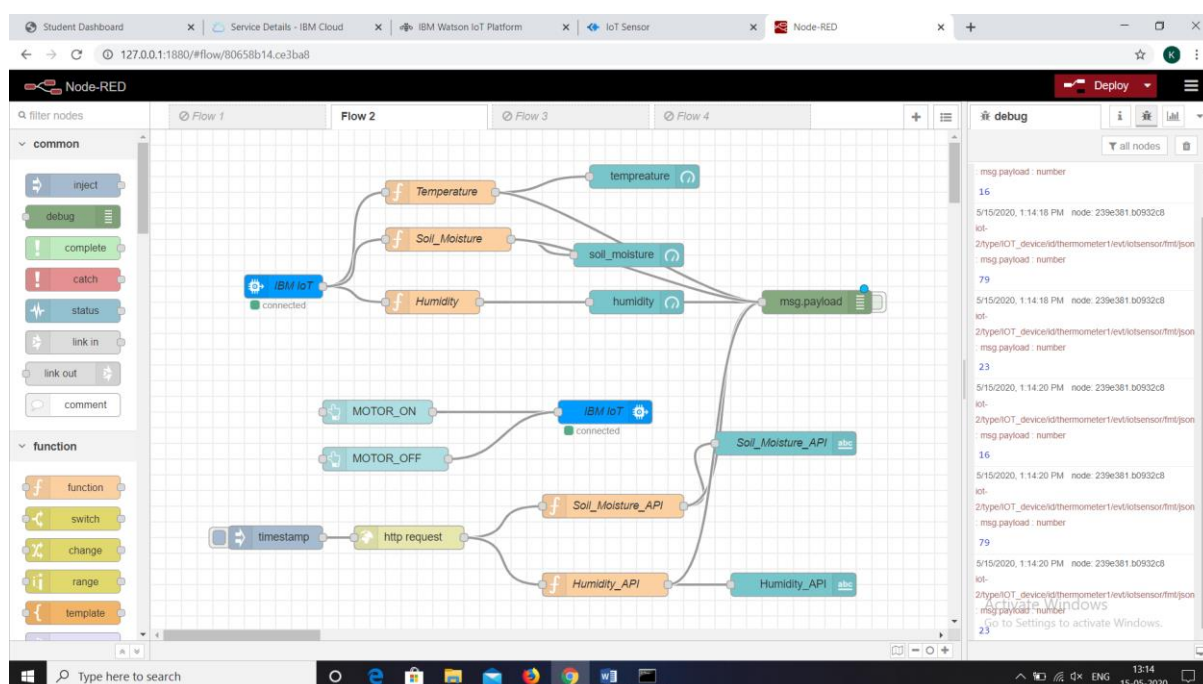 Student Dashboard
Service Details - IBM Cloud
IBM Watson IoT Platform
IoT Sensor
Node-RED
127.0.0.1:1880/#flow/80658b14.ce3ba8
K
Node-RED
Deploy
filter nodes
Flow 1
Flow 2
Flow 3
Flow 4
debug
i
all nodes
common
inject
debug
complete
catch
status
link in
link out
comment
function
function
switch
change
range
template
Temperature
tempreature
Soil_Moisture
soil_moisture
IBM IoT
connected
Humidity
humidity
msg.payload
MOTOR_ON
IBM IoT
connected
MOTOR_OFF
Soil_Moisture_API
abc
Soil_Moisture_API
timestamp
http request
Humidity_API
Humidity_API
abc
msg.payload : number
16
5/15/2020, 1:14:18 PM node: 239e381.b0932c8
iot-
2/type/IOT_device/id/thermometer1/evt/iotsensor/fmt/json
: msg.payload : number
79
5/15/2020, 1:14:18 PM node: 239e381.b0932c8
iot-
2/type/IOT_device/id/thermometer1/evt/iotsensor/fmt/json
: msg.payload : number
23
5/15/2020, 1:14:20 PM node: 239e381.b0932c8
iot-
2/type/IOT_device/id/thermometer1/evt/iotsensor/fmt/json
: msg.payload : number
16
5/15/2020, 1:14:20 PM node: 239e381.b0932c8
iot-
2/type/IOT_device/id/thermometer1/evt/iotsensor/fmt/json
: msg.payload : number
79
5/15/2020, 1:14:20 PM node: 239e381.b0932c8
iot-
2/type/IOT_device/id/thermometer1/evt/iotsensor/fmt/json
: msg.payload : number
23
Activate Windows
Go to Settings to activate Windows.
Type here to search
ENG
13:14
15-05-2020